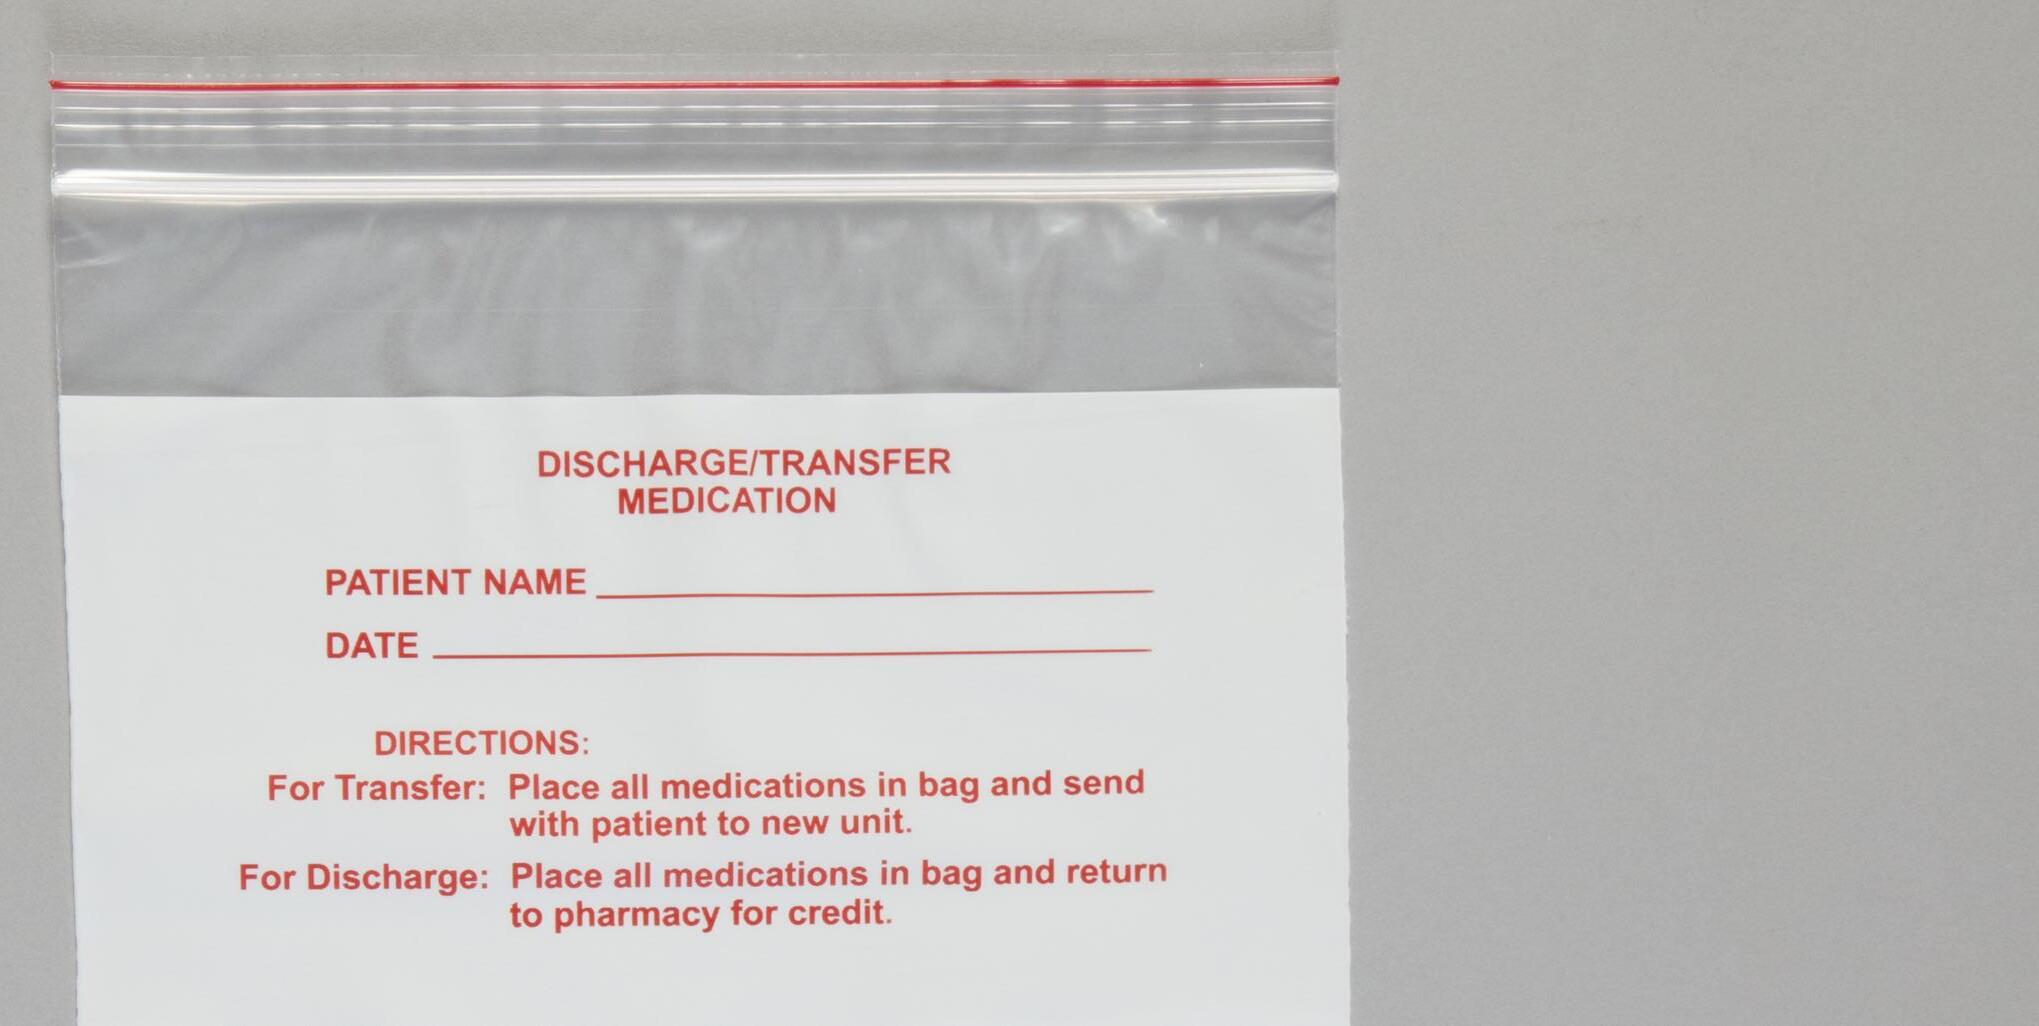 DISCHARGE/TRANSFER
MEDICATION
PATIENT NAME
DATE
DIRECTIONS:
For Transfer: Place all medications in bag and send
with patient to new unit.
For Discharge: Place all medications in bag and return
to pharmacy for credit.